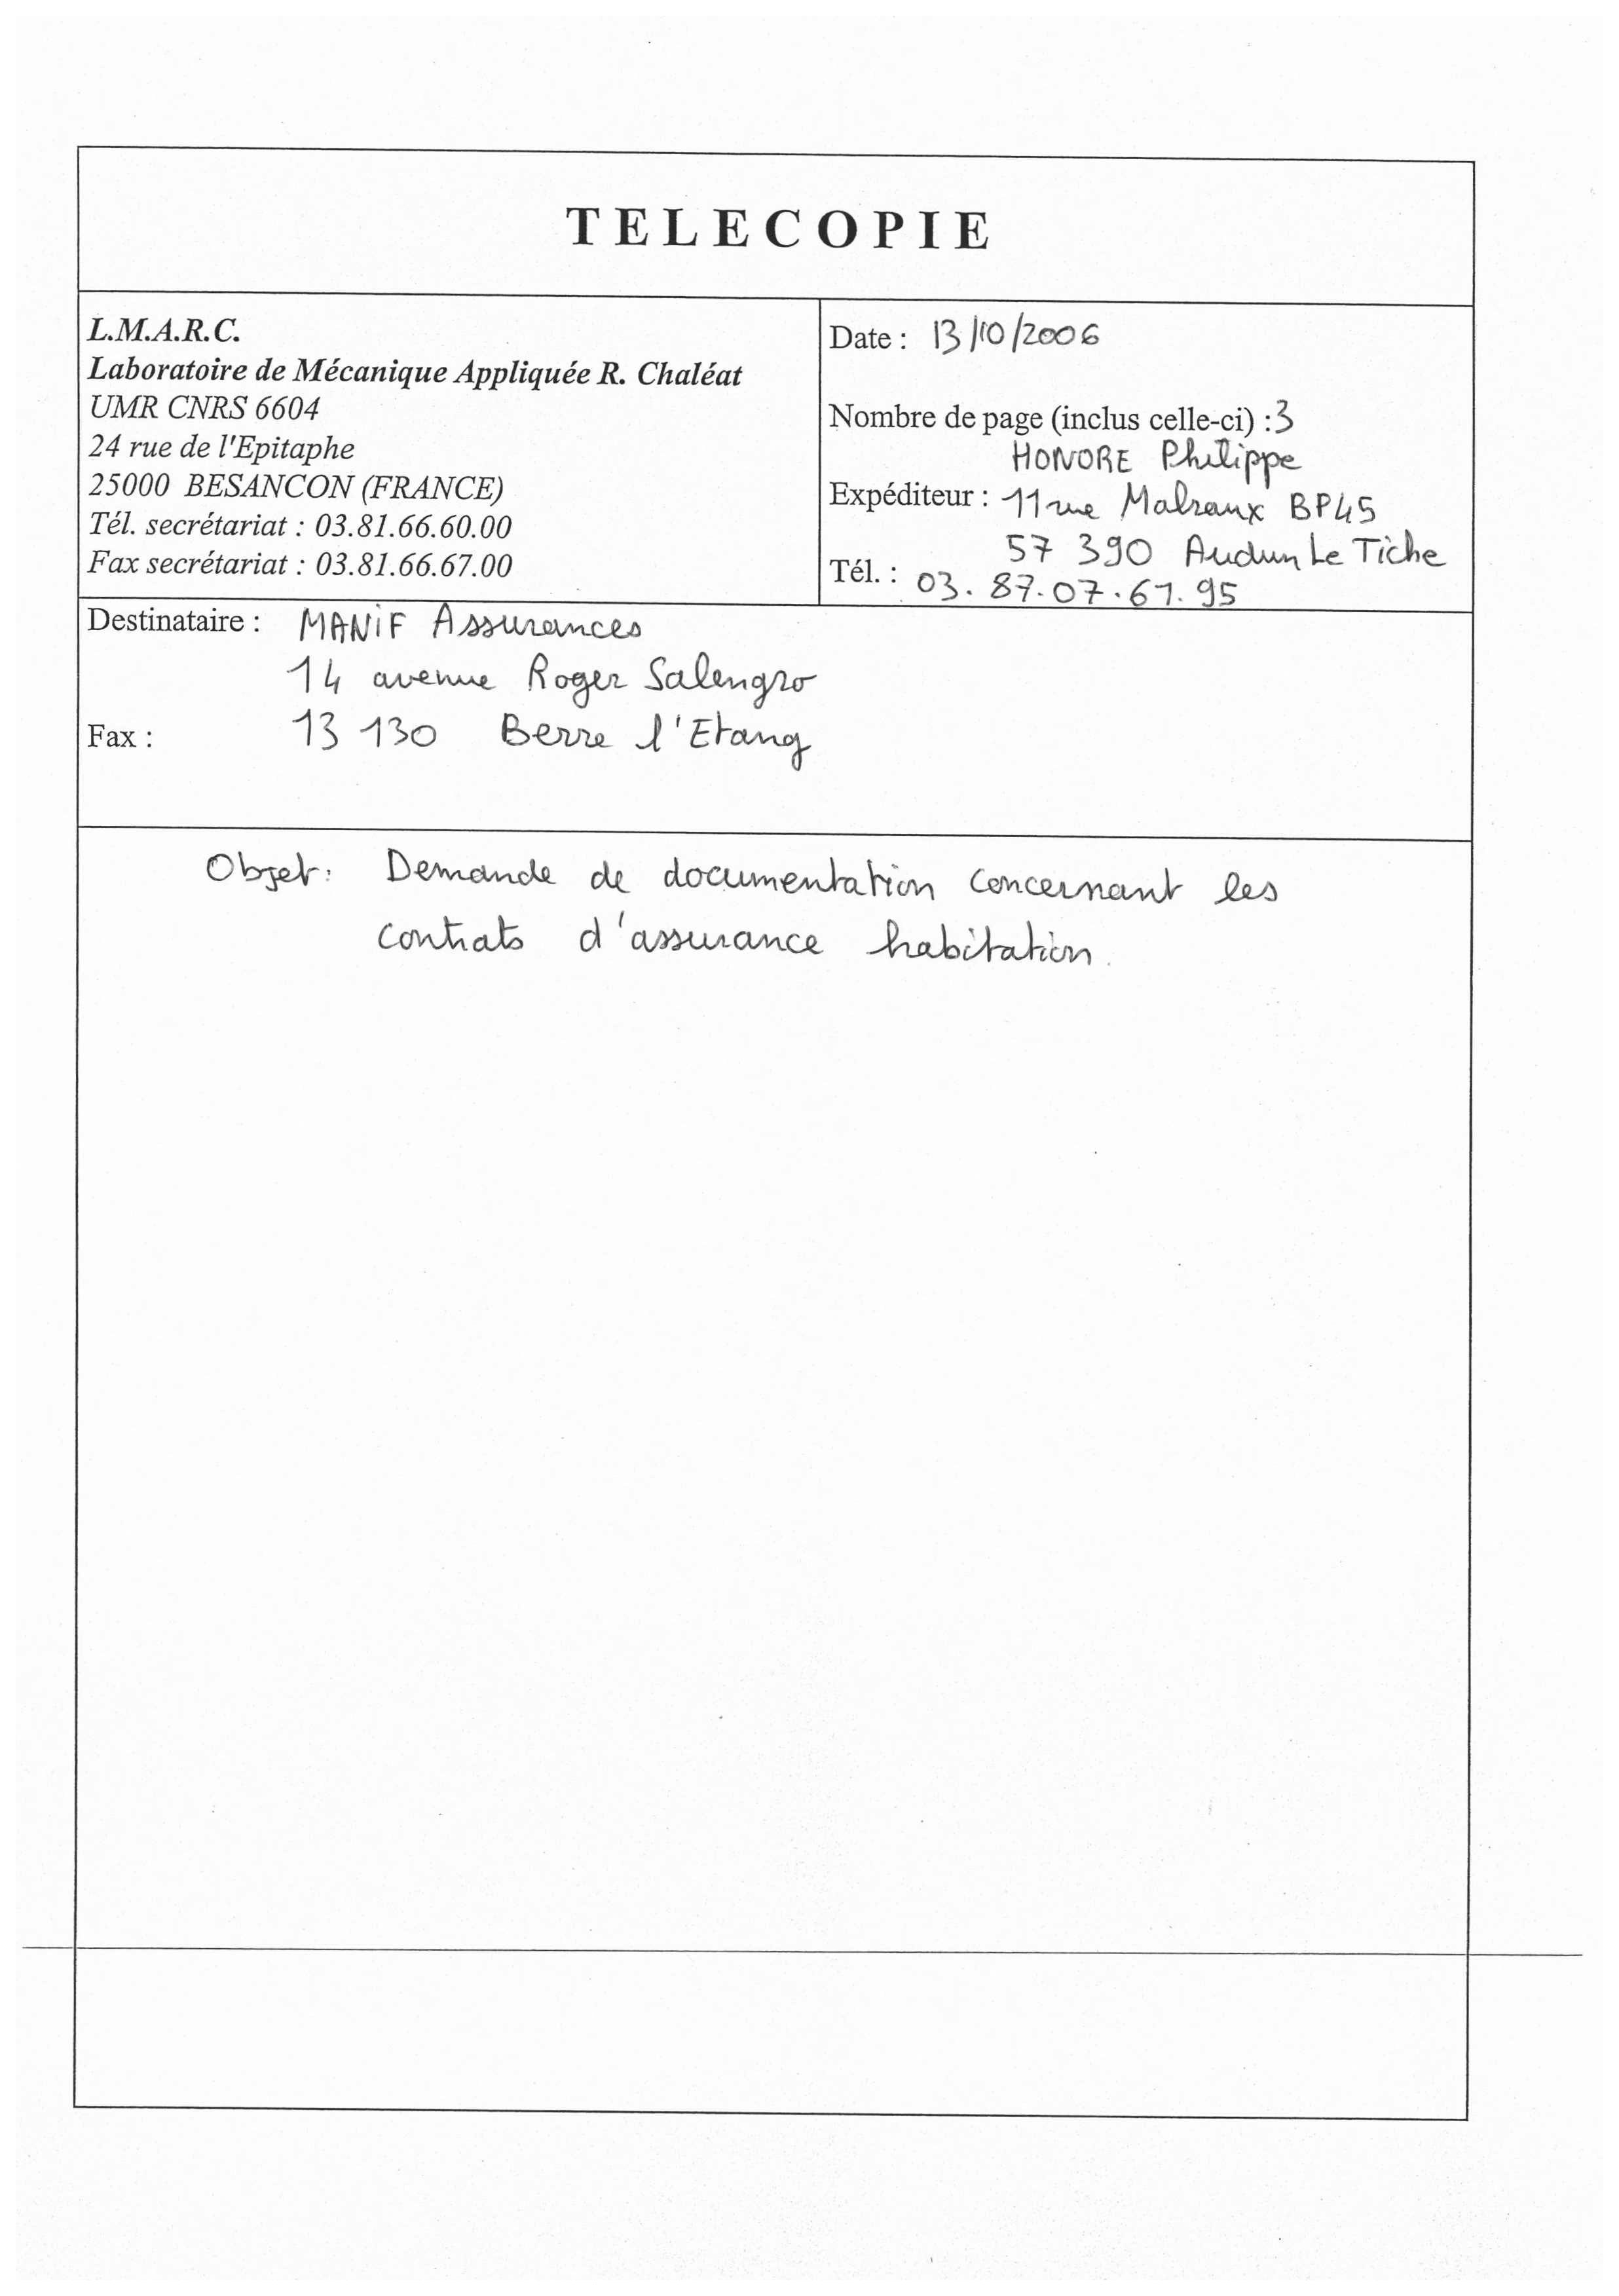 TELECOPIE
L.M.A.R.C.
Laboratoire de Mécanique Appliquée R. Chaléat
UMR CNRS 6604
24 rue de l'Epitaphe
25000 BESANCON (FRANCE)
Tél. secrétariat : 03.81.66.60.00
Fax secrétariat : 03.81.66.67.00
Date : 13/10/2006
Nombre de page (inclus celle-ci) : 3
HONORE Philippe
Expéditeur : 11 rue Malraux BP45
57 390 Audun Le Tiche
Tél. : 03.87.07.61.95
Destinataire : MANIF Assurances
14 avenue Roger Salengro
Fax : 13 130 Berre l'Etang
Objet : Demande de documentation concernant les
contrats d'assurance habitation.